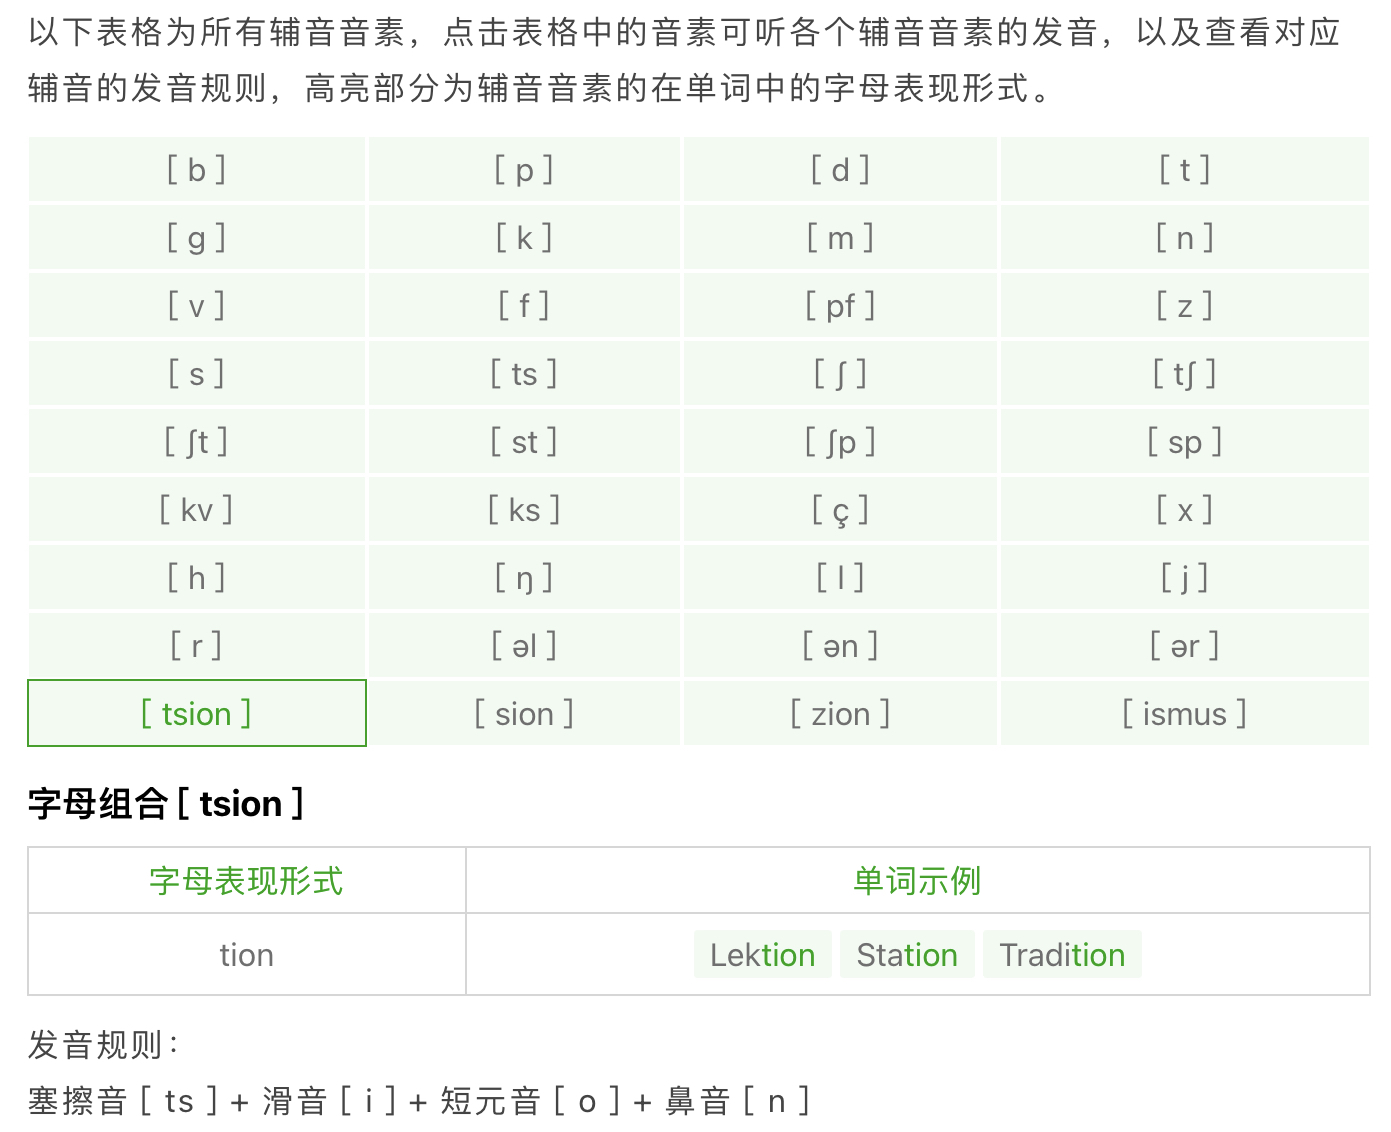 以下表格为所有辅音音素，点击表格中的音素可听各个辅音音素的发音，以及查看对应
辅音的发音规则，高亮部分为辅音音素的在单词中的字母表现形式。
[ b ] [ p ] [ d ] [ t ]
[ g ] [ k ] [ m ] [ n ]
[ v ] [ f ] [ pf ] [ z ]
[ s ] [ ts ] [ ʃ ] [ tʃ ]
[ ʃt ] [ st ] [ ʃp ] [ sp ]
[ kv ] [ ks ] [ ç ] [ x ]
[ h ] [ ŋ ] [ l ] [ j ]
[ r ] [ əl ] [ ən ] [ ər ]
[ tsion ] [ sion ] [ zion ] [ ismus ]
字母组合 [ tsion ]
字母表现形式 单词示例
tion Lektion Station Tradition
发音规则：
塞擦音 [ ts ] + 滑音 [ i ] + 短元音 [ o ] + 鼻音 [ n ]